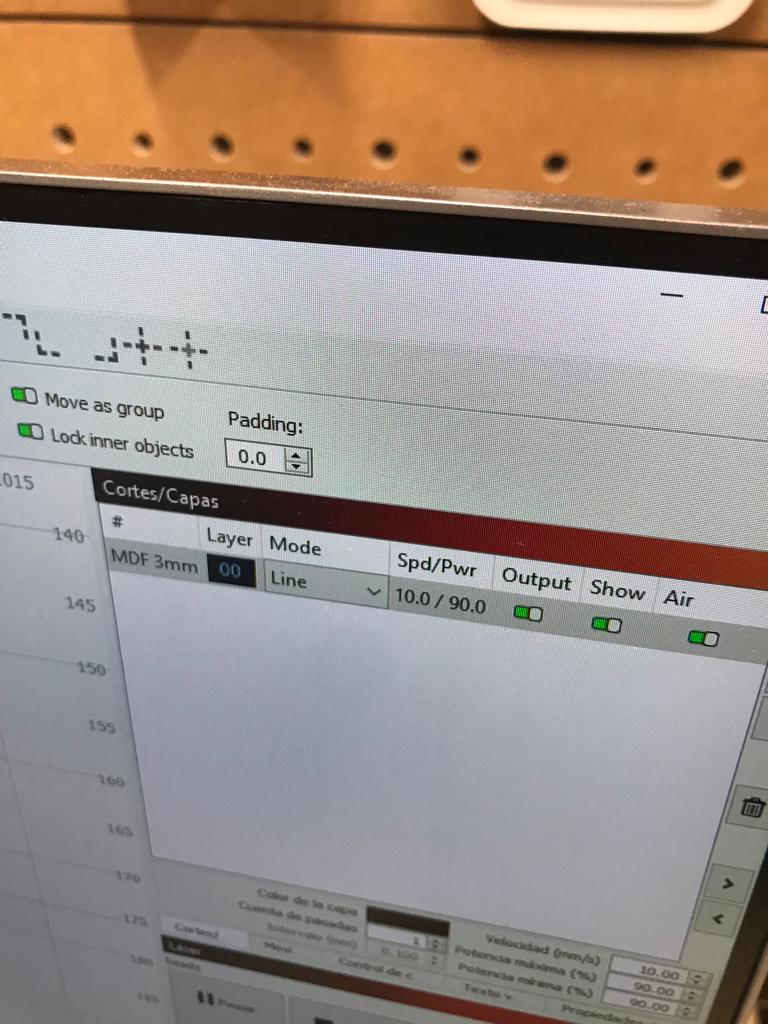 Move as group
Padding:
Lock inner objects
0.0
Cortes/Capas
# Layer Mode Spd/Pwr Output Show Air
MDF 3mm 00 Line 10.0 / 90.0
140
145
150
155
160
165
170
175
180
185
Color de la capa
Velocidad (mm/s) 10.00
Cuenta de pasadas 1
Potencia máxima (%) 90.00
Intervalo (mm) 0.100
Potencia mínima (%) 90.00
Cortes/ Move Control de c Texto v Propiedades
Láser
Ready
Pausar